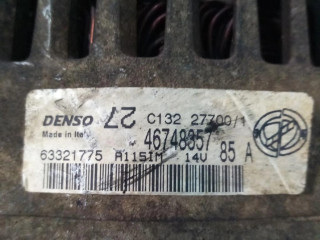 DENSO 27 C132 27700/1
Made in Italy
46748357 85 A
63321775 A115IM 14V